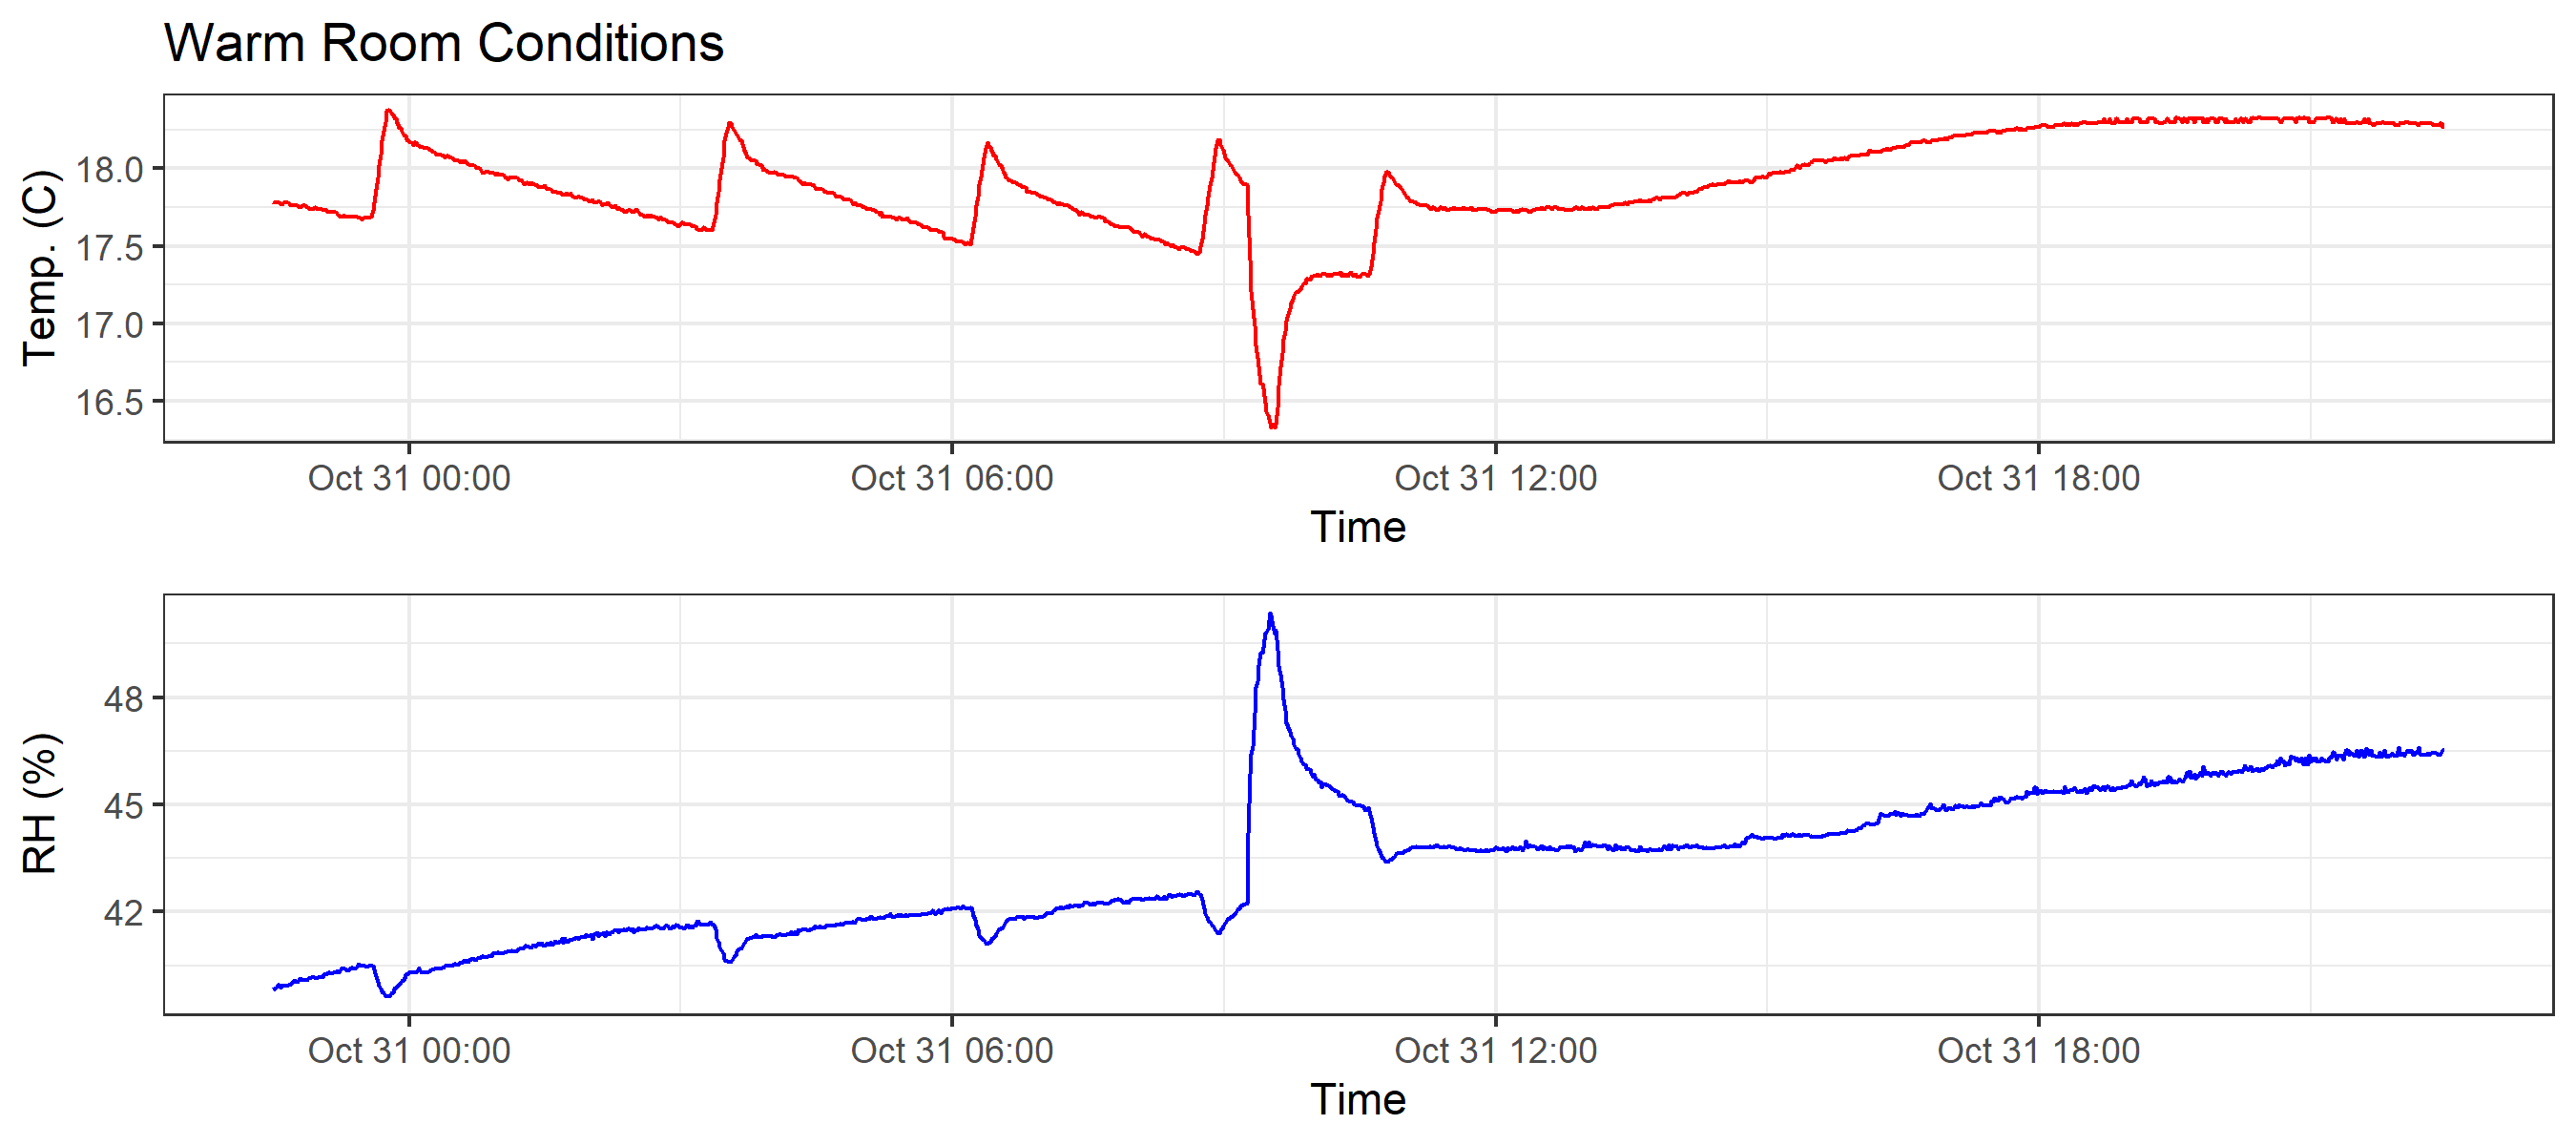 Warm Room Conditions
Temp. (C)
18.0
17.5
17.0
16.5
Oct 31 00:00 Oct 31 06:00 Oct 31 12:00 Oct 31 18:00
Time
RH (%)
48
45
42
Oct 31 00:00 Oct 31 06:00 Oct 31 12:00 Oct 31 18:00
Time